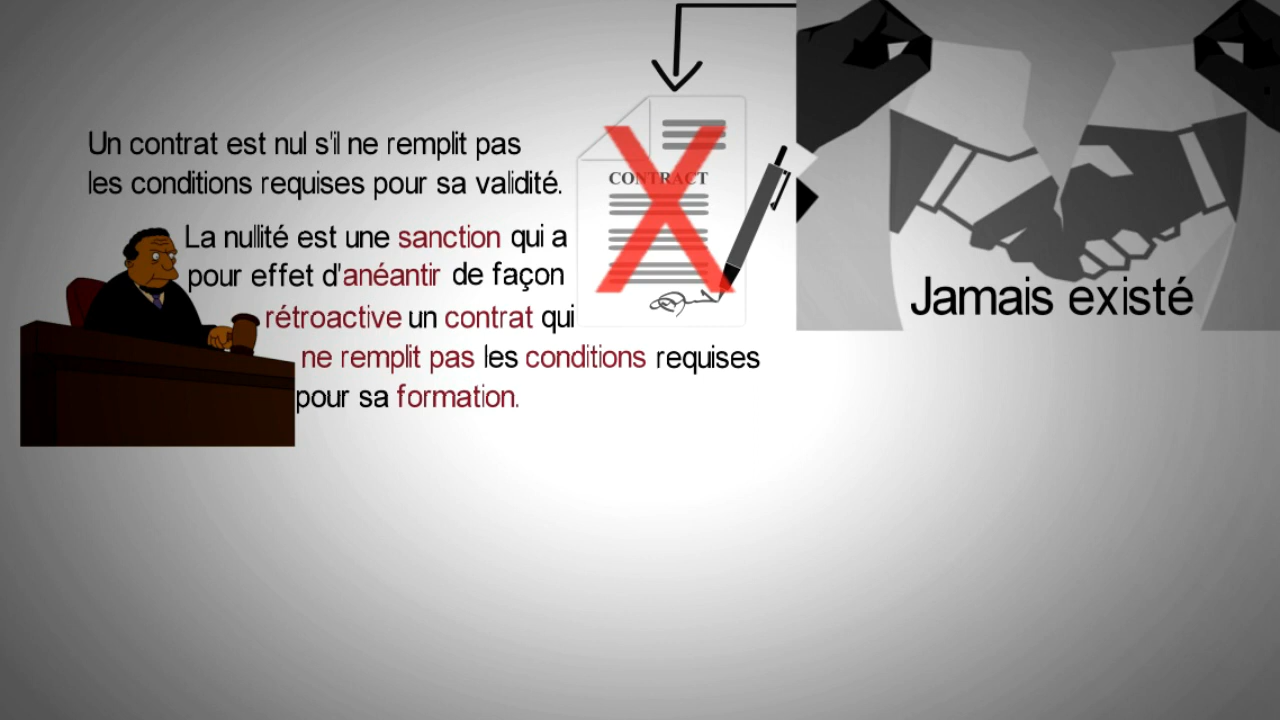 Un contrat est nul s'il ne remplit pas
les conditions requises pour sa validité.
CONTRACT
La nullité est une sanction qui a
pour effet d'anéantir de façon
rétroactive un contrat qui
ne remplit pas les conditions requises
pour sa formation.
Jamais existé